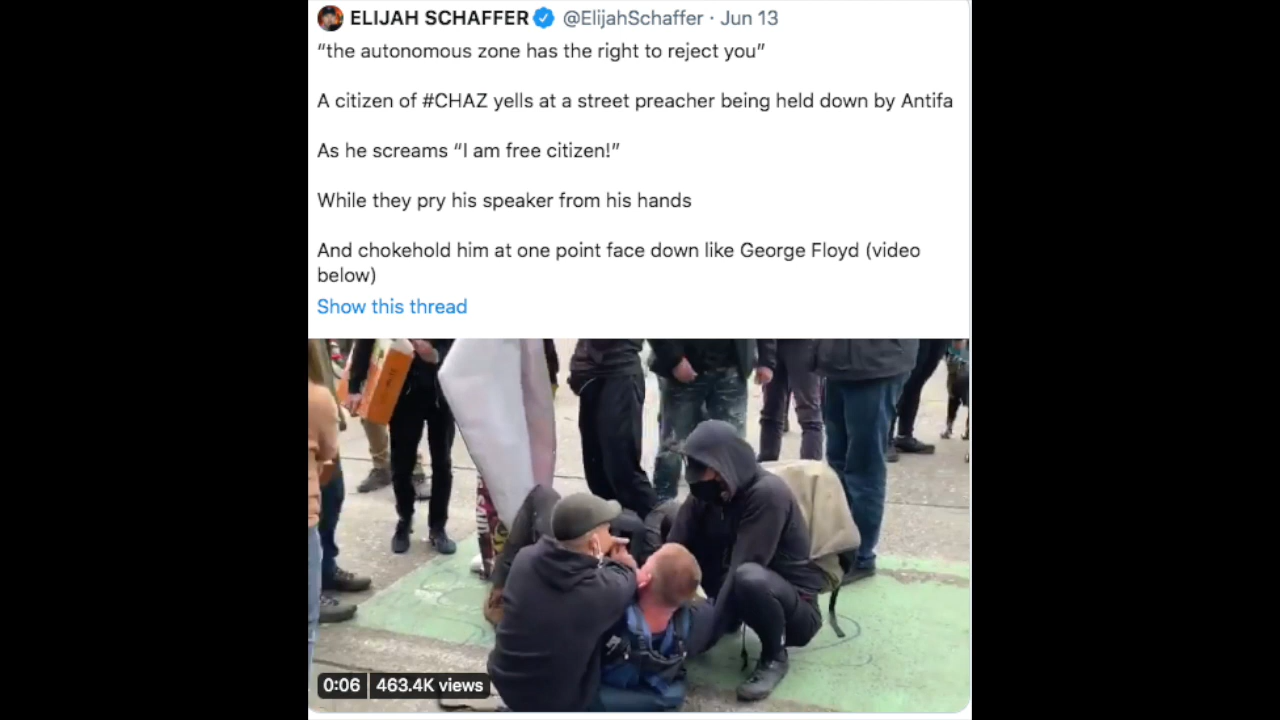 ELIJAH SCHAFFER @ElijahSchaffer · Jun 13
“the autonomous zone has the right to reject you”
A citizen of #CHAZ yells at a street preacher being held down by Antifa
As he screams “I am free citizen!”
While they pry his speaker from his hands
And chokehold him at one point face down like George Floyd (video
below)
Show this thread
0:06 463.4K views